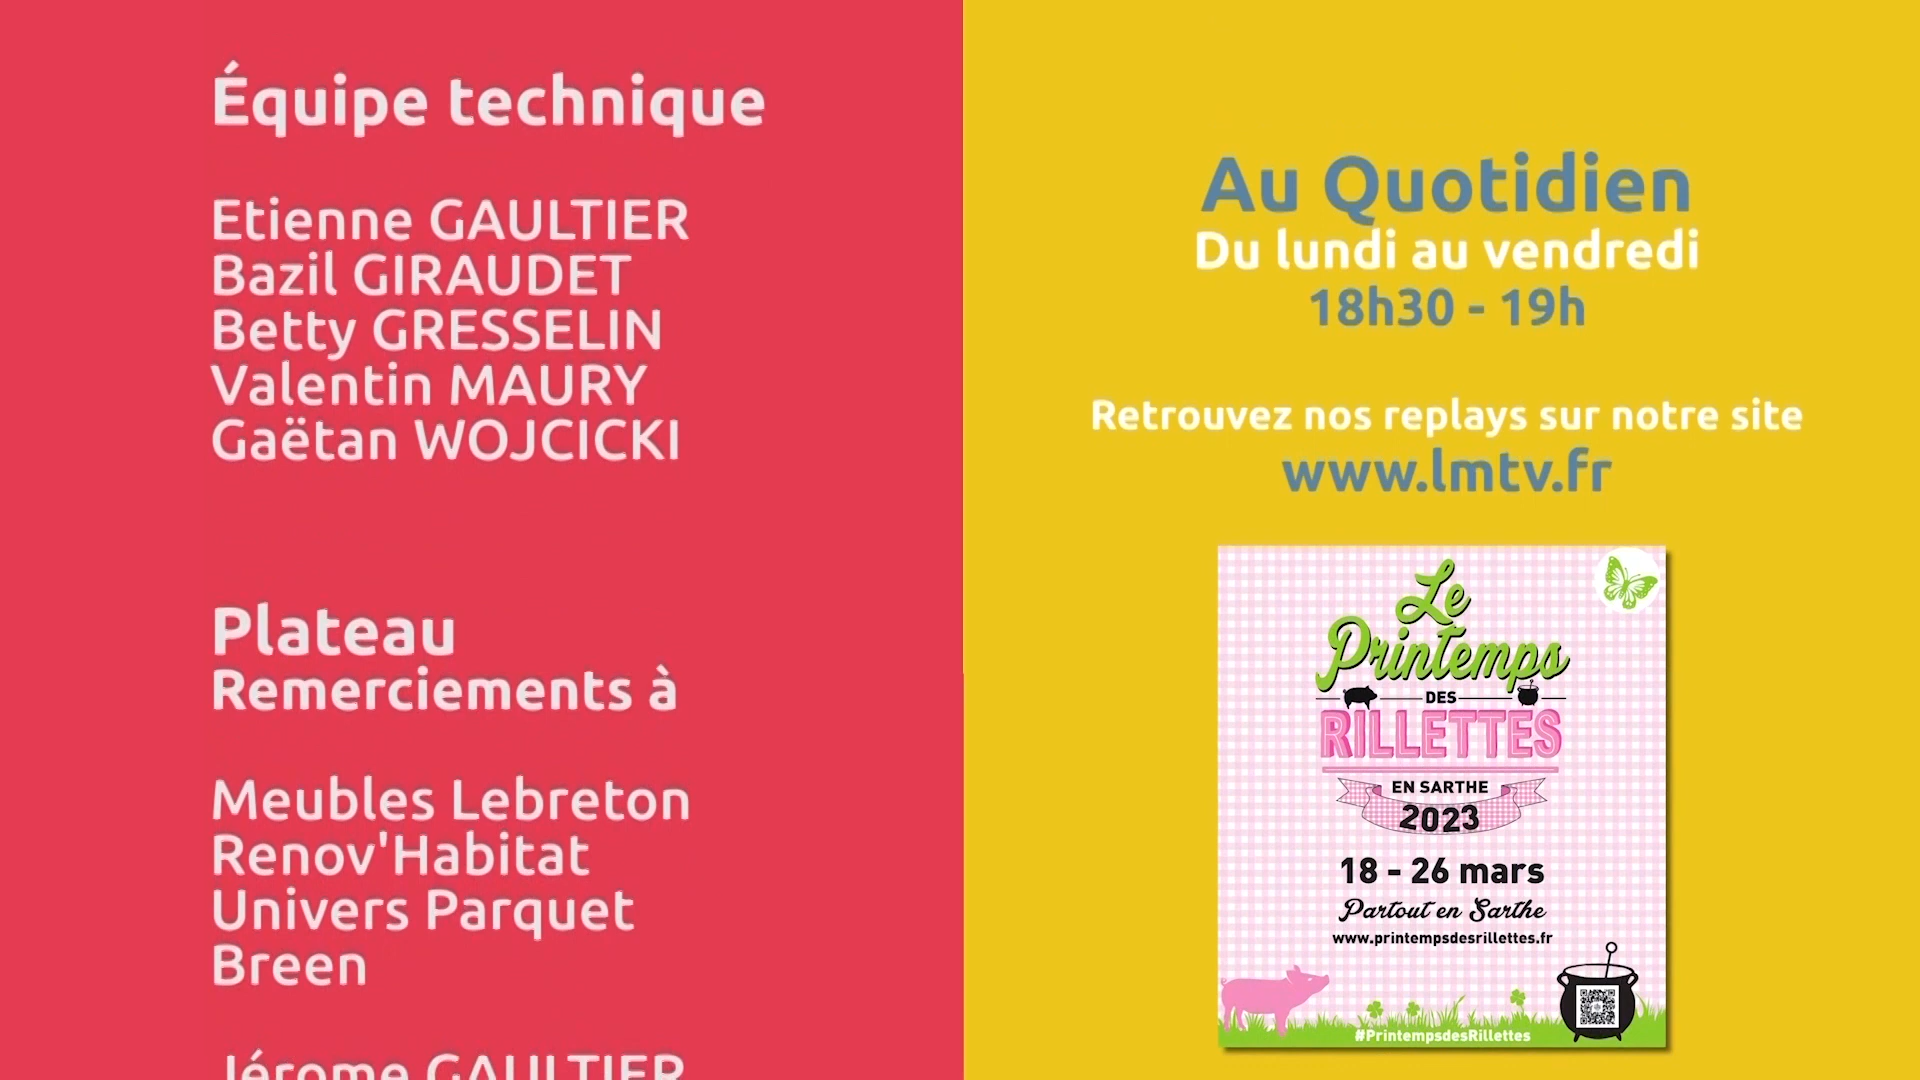 Équipe technique
Etienne GAULTIER
Bazil GIRAUDET
Betty GRESSELIN
Valentin MAURY
Gaëtan WOJCICKI
Plateau
Remerciements à
Meubles Lebreton
Renov'Habitat
Univers Parquet
Breen
Jérome GAULTIER
Au Quotidien
Du lundi au vendredi
18h30 - 19h
Retrouvez nos replays sur notre site
www.lmtv.fr
Le
Printemps
DES
RILLETTES
EN SARTHE
2023
18 - 26 mars
Partout en Sarthe
www.printempsdesrillettes.fr
#PrintempsdesRillettes